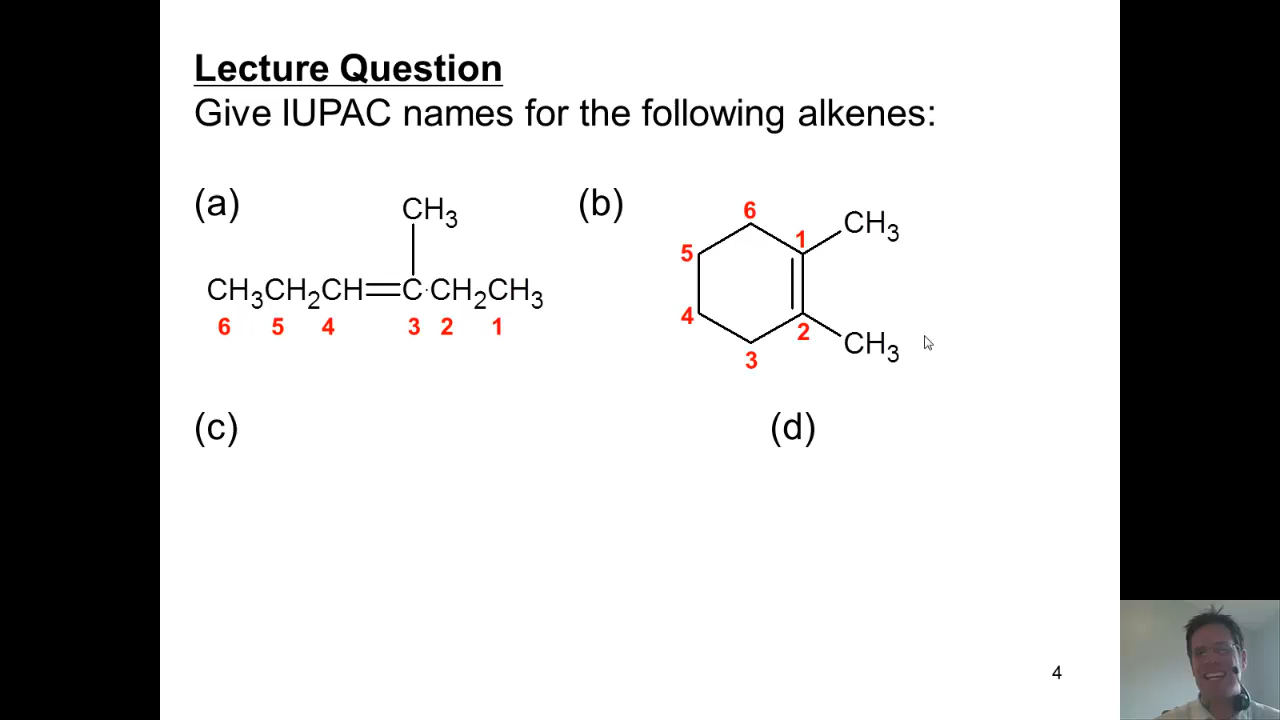 Lecture Question
Give IUPAC names for the following alkenes:
(a)
CH3
CH3CH2CH=C·CH2CH3
6 5 4 3 2 1
(b)
6
1
CH3
5
4
2
CH3
3
(c)
(d)
4